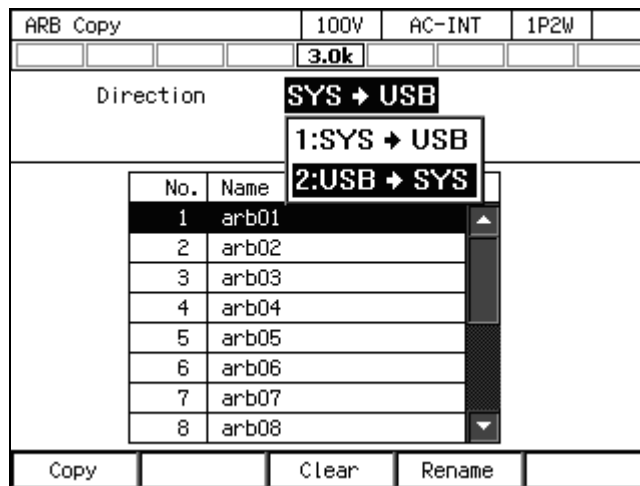 ARB Copy 100V AC-INT 1P2W
3.0k
Direction SYS → USB
1:SYS → USB
2:USB → SYS
No. Name
1 arb01
2 arb02
3 arb03
4 arb04
5 arb05
6 arb06
7 arb07
8 arb08
Copy Clear Rename